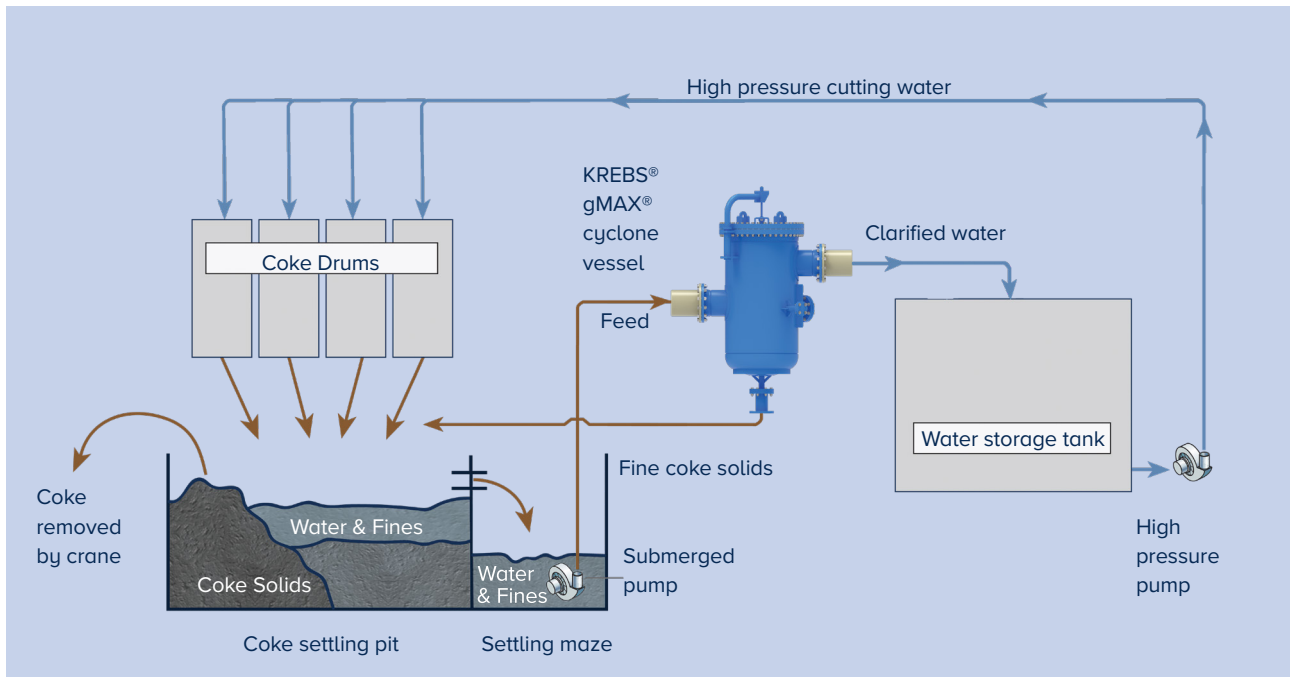 High pressure cutting water
KREBS®
gMAX®
cyclone
vessel
Clarified water
Coke Drums
Feed
Water storage tank
Fine coke solids
Coke
removed
by crane
Water & Fines
High
pressure
pump
Coke Solids
Water
& Fines
Submerged
pump
Coke settling pit
Settling maze